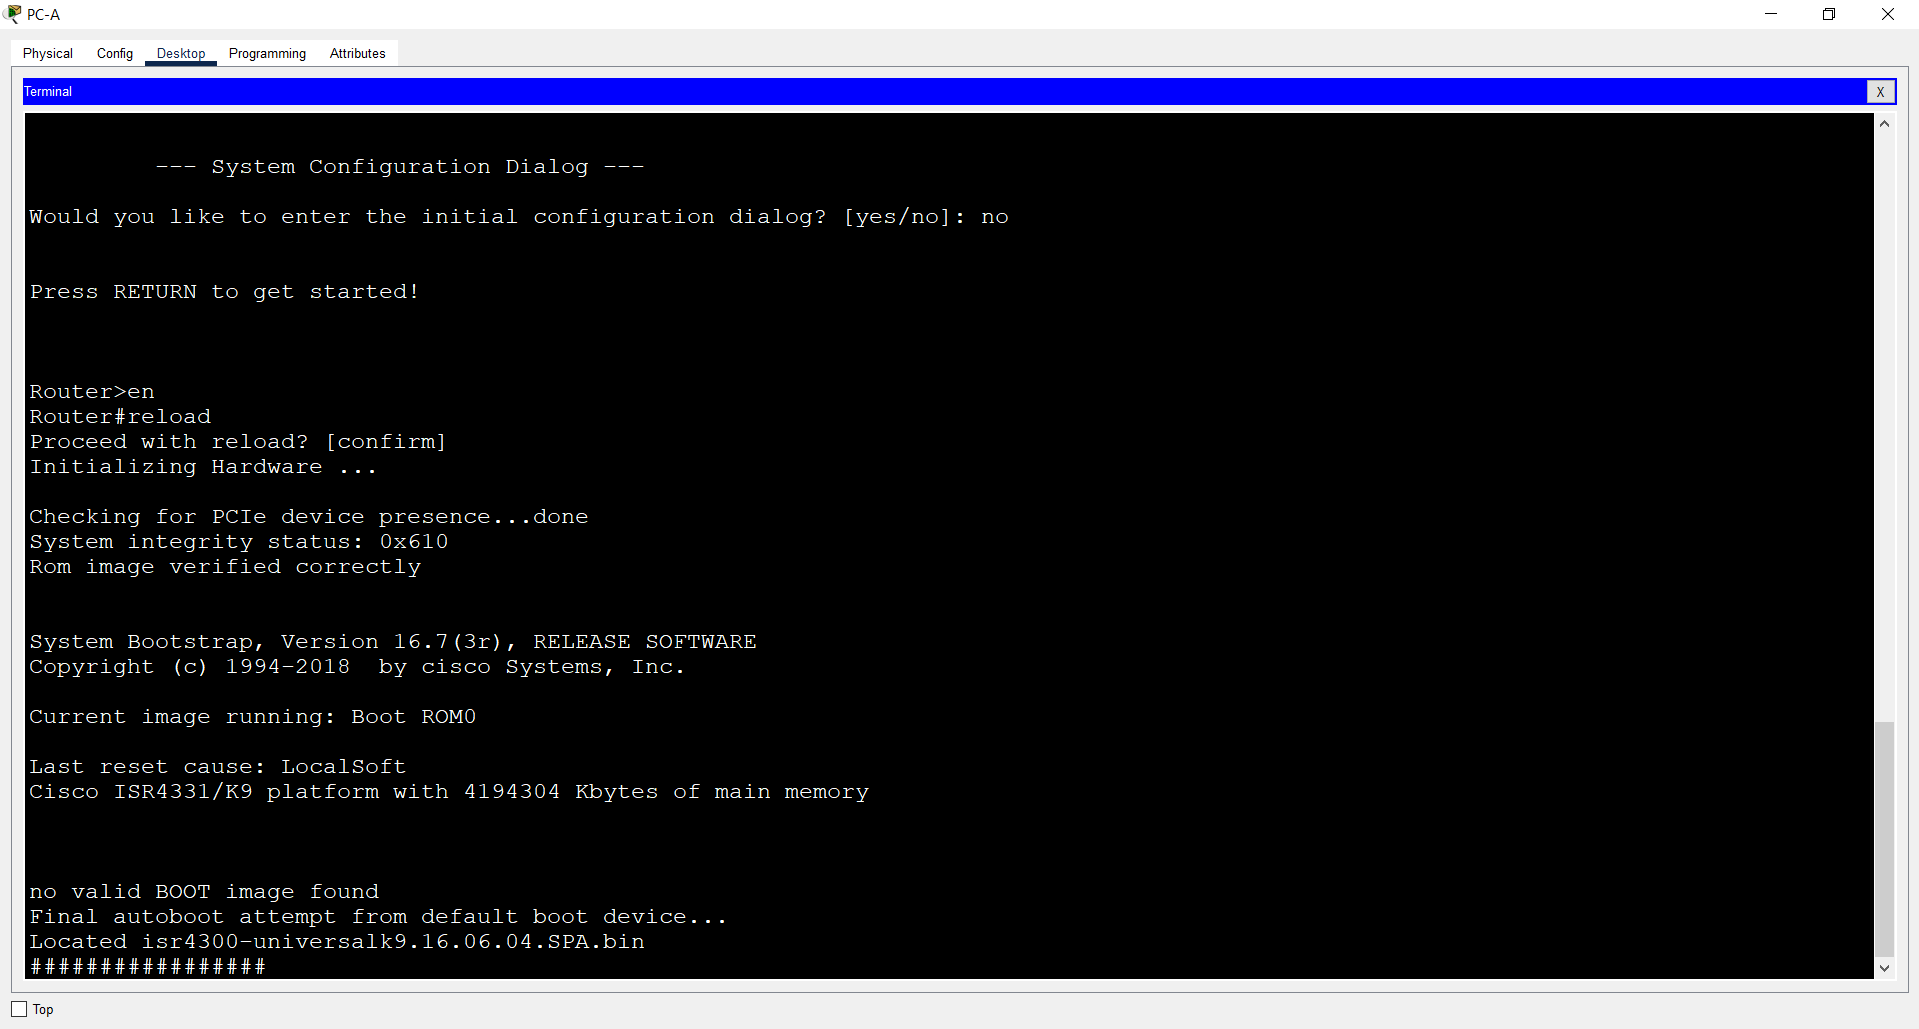 PC-A
Physical Config Desktop Programming Attributes
Terminal X
--- System Configuration Dialog ---
Would you like to enter the initial configuration dialog? [yes/no]: no
Press RETURN to get started!
Router>en
Router#reload
Proceed with reload? [confirm]
Initializing Hardware ...
Checking for PCIe device presence...done
System integrity status: 0x610
Rom image verified correctly
System Bootstrap, Version 16.7(3r), RELEASE SOFTWARE
Copyright (c) 1994-2018  by cisco Systems, Inc.
Current image running: Boot ROM0
Last reset cause: LocalSoft
Cisco ISR4331/K9 platform with 4194304 Kbytes of main memory
no valid BOOT image found
Final autoboot attempt from default boot device...
Located isr4300-universalk9.16.06.04.SPA.bin
#################
Top